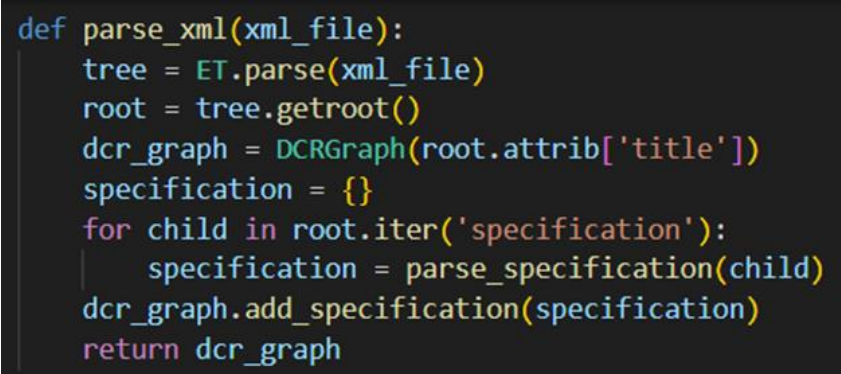 def parse_xml(xml_file):
    tree = ET.parse(xml_file)
    root = tree.getroot()
    dcr_graph = DCRGraph(root.attrib['title'])
    specification = {}
    for child in root.iter('specification'):
        specification = parse_specification(child)
    dcr_graph.add_specification(specification)
    return dcr_graph